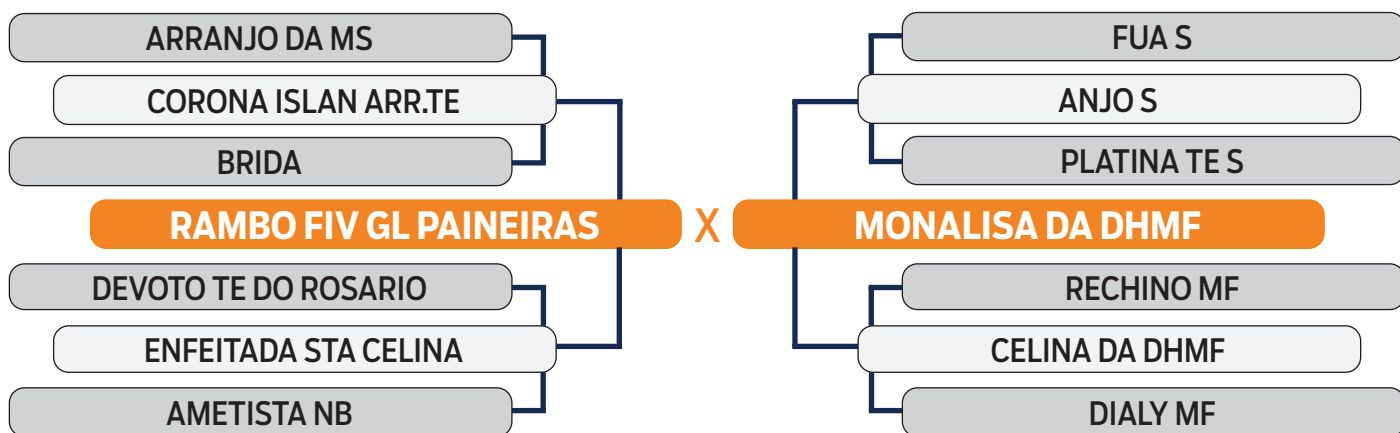 ARRANJO DA MS
CORONA ISLAN ARR.TE
BRIDA
RAMBO FIV GL PAINEIRAS
DEVOTO TE DO ROSARIO
ENFEITADA STA CELINA
AMETISTA NB
X
FUA S
ANJO S
PLATINA TE S
MONALISA DA DHMF
RECHINO MF
CELINA DA DHMF
DIALY MF